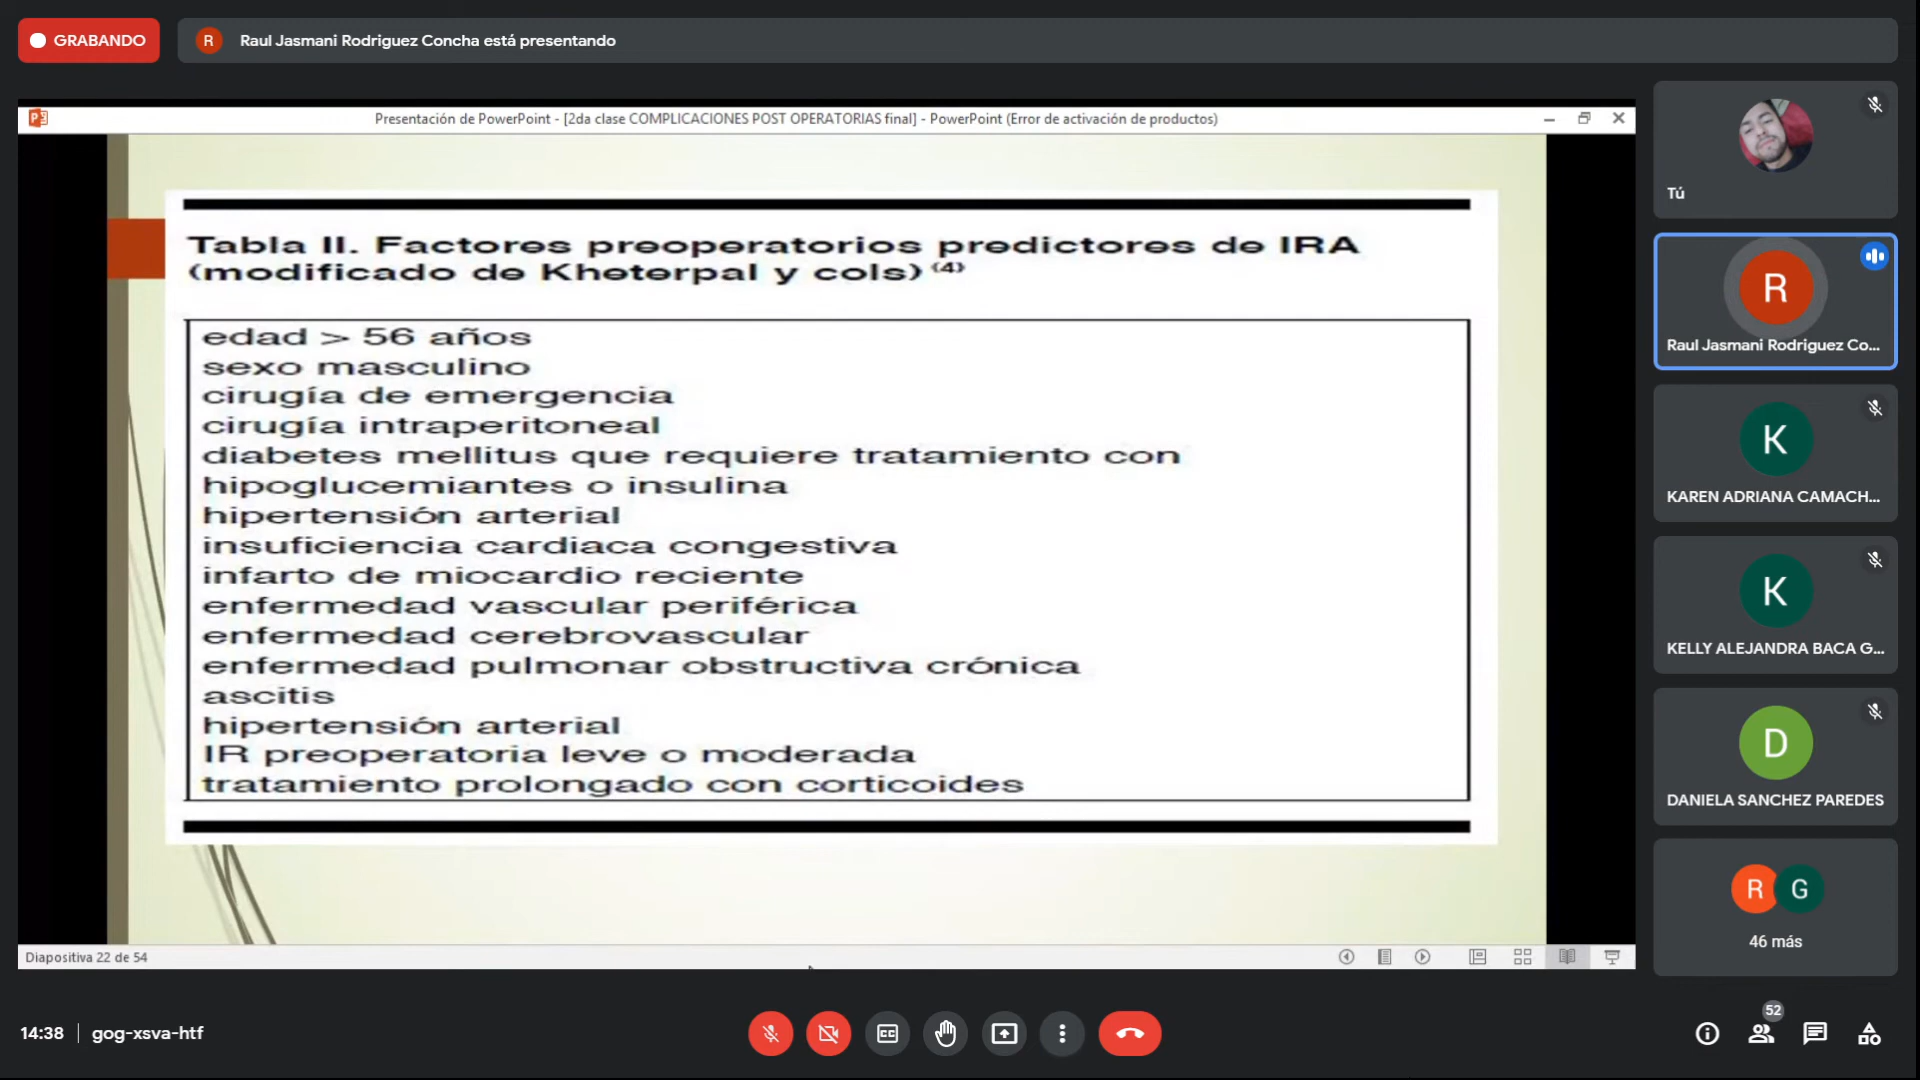 GRABANDO
R
Raul Jasmani Rodriguez Concha está presentando
Presentación de PowerPoint - [2da clase COMPLICACIONES POST OPERATORIAS final] - PowerPoint (Error de activación de productos)
Tabla II. Factores preoperatorios predictores de IRA
(modificado de Kheterpal y cols) (4)
edad > 56 años
sexo masculino
cirugía de emergencia
cirugía intraperitoneal
diabetes mellitus que requiere tratamiento con
hipoglucemiantes o insulina
hipertensión arterial
insuficiencia cardiaca congestiva
infarto de miocardio reciente
enfermedad vascular periférica
enfermedad cerebrovascular
enfermedad pulmonar obstructiva crónica
ascitis
hipertensión arterial
IR preoperatoria leve o moderada
tratamiento prolongado con corticoides
Diapositiva 22 de 54
Tú
R
Raul Jasmani Rodriguez Co...
K
KAREN ADRIANA CAMACH...
K
KELLY ALEJANDRA BACA G...
D
DANIELA SANCHEZ PAREDES
R G
46 más
14:38 | gog-xsva-htf
CC
52